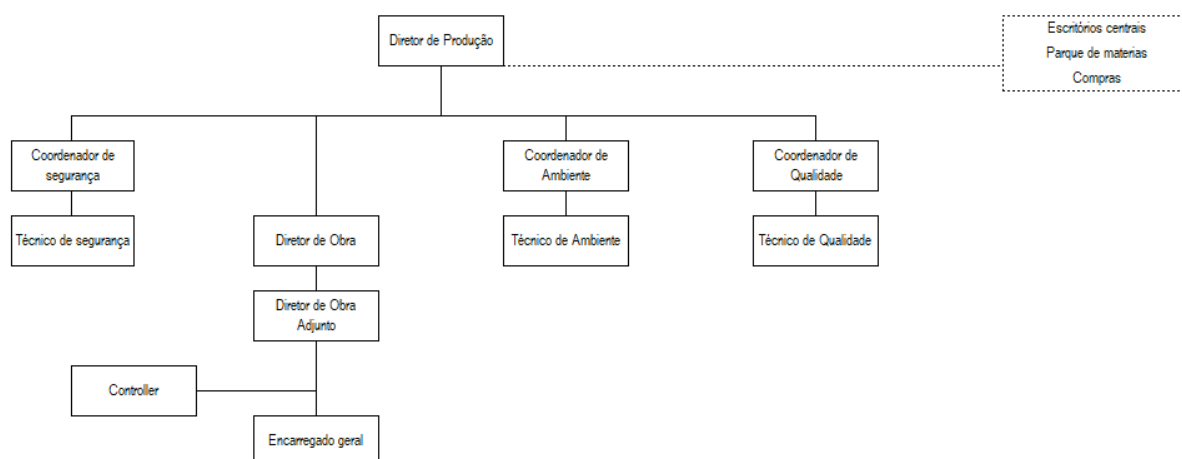 Diretor de Produção
Escritórios centrais
Parque de materias
Compras
Coordenador de
segurança
Coordenador de
Ambiente
Coordenador de
Qualidade
Técnico de segurança
Diretor de Obra
Técnico de Ambiente
Técnico de Qualidade
Diretor de Obra
Adjunto
Controller
Encarregado geral